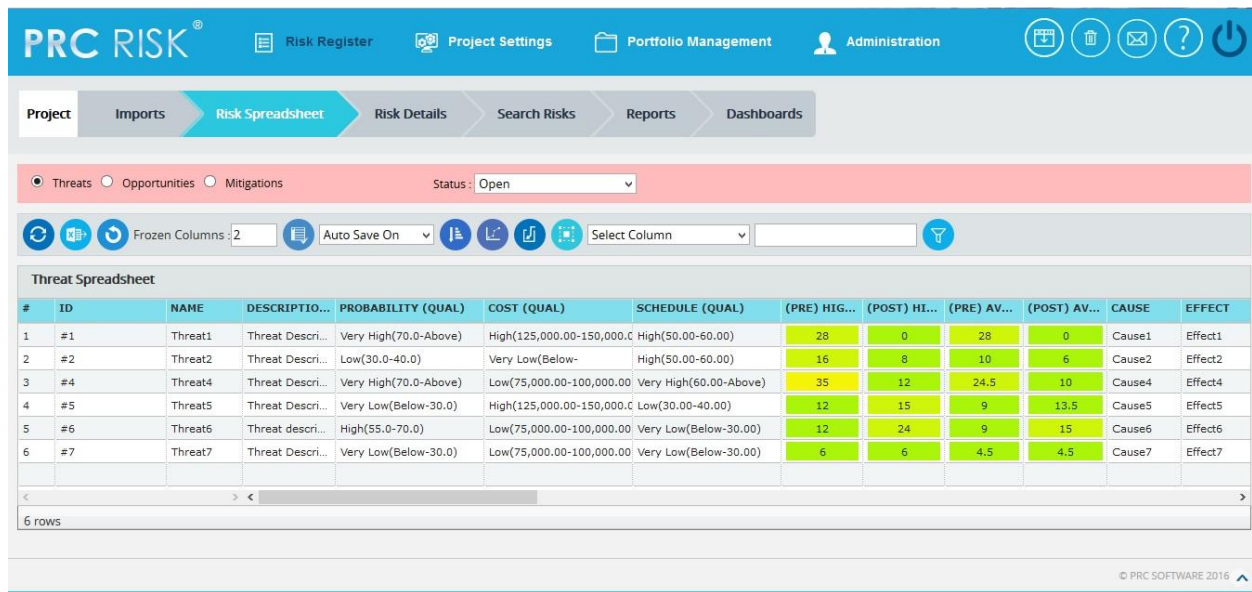 PRC RISK®
Risk Register Project Settings Portfolio Management Administration ?
Project Imports Risk Spreadsheet Risk Details Search Risks Reports Dashboards
Threats Opportunities Mitigations Status : Open
Frozen Columns : 2 Auto Save On Select Column
Threat Spreadsheet
# ID NAME DESCRIPTIO... PROBABILITY (QUAL) COST (QUAL) SCHEDULE (QUAL) (PRE) HIG... (POST) HI... (PRE) AV... (POST) AV... CAUSE EFFECT
1 #1 Threat1 Threat Descri... Very High(70.0-Above) High(125,000.00-150,000.0 High(50.00-60.00) 28 0 28 0 Cause1 Effect1
2 #2 Threat2 Threat Descri... Low(30.0-40.0) Very Low(Below- High(50.00-60.00) 16 8 10 6 Cause2 Effect2
3 #4 Threat4 Threat Descri... Very High(70.0-Above) Low(75,000.00-100,000.00 Very High(60.00-Above) 35 12 24.5 10 Cause4 Effect4
4 #5 Threat5 Threat Descri... Very Low(Below-30.0) High(125,000.00-150,000.0 Low(30.00-40.00) 12 15 9 13.5 Cause5 Effect5
5 #6 Threat6 Threat descri... High(55.0-70.0) Low(75,000.00-100,000.00 Very Low(Below-30.00) 12 24 9 15 Cause6 Effect6
6 #7 Threat7 Threat Descri... Very Low(Below-30.0) Low(75,000.00-100,000.00 Very Low(Below-30.00) 6 6 4.5 4.5 Cause7 Effect7
6 rows
© PRC SOFTWARE 2016